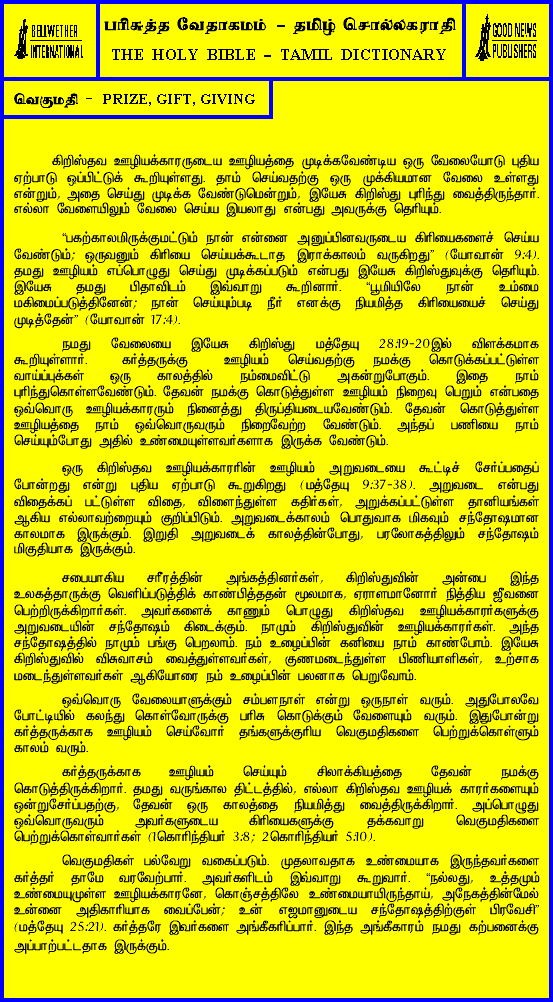 BELLWETHER
INTERNATIONAL
பரிசுத்த வேதாகமம் - தமிழ் சொல்லகராதி
THE HOLY BIBLE - TAMIL DICTIONARY
GOOD NEWS
PUBLISHERS
வெகுமதி - PRIZE, GIFT, GIVING
கிறிஸ்தவ ஊழியக்காரருடைய ஊழியத்தை முடிக்கவேண்டிய ஒரு வேலையோடு புதிய
ஏற்பாடு ஒப்பிட்டுக் கூறியுள்ளது. தாம் செய்வதற்கு ஒரு முக்கியமான வேலை உள்ளது
என்றும், அதை செய்து முடிக்க வேண்டுமென்றும், இயேசு கிறிஸ்து புரிந்து வைத்திருந்தார்.
எல்லா வேளையிலும் வேலை செய்ய இயலாது என்பது அவருக்கு தெரியும்.
“பகற்காலமிருக்குமட்டும் நான் என்னை அனுப்பினவருடைய கிரியைகளைச் செய்ய
வேண்டும்; ஒருவனும் கிரியை செய்யக்கூடாத இராக்காலம் வருகிறது” (யோவான் 9:4).
தமது ஊழியம் எப்பொழுது செய்து முடிக்கப்படும் என்பது இயேசு கிறிஸ்துவுக்கு தெரியும்.
இயேசு தமது பிதாவிடம் இவ்வாறு கூறினார். “பூமியிலே நான் உம்மை
மகிமைப்படுத்தினேன்; நான் செய்யும்படி நீர் எனக்கு நியமித்த கிரியையைச் செய்து
முடித்தேன்” (யோவான் 17:4).
நமது வேலையை இயேசு கிறிஸ்து மத்தேயு 28:19-20இல் விளக்கமாக
கூறியுள்ளார். கர்த்தருக்கு ஊழியம் செய்வதற்கு நமக்கு கொடுக்கப்பட்டுள்ள
வாய்ப்புக்கள் ஒரு காலத்தில் நம்மைவிட்டு அகன்றுபோகும். இதை நாம்
புரிந்துகொள்ளவேண்டும். தேவன் நமக்கு கொடுத்துள்ள ஊழியம் நிறைவு பெறும் என்பதை
ஒவ்வொரு ஊழியக்காரரும் நினைத்து திருப்தியடையவேண்டும். தேவன் கொடுத்துள்ள
ஊழியத்தை நாம் ஒவ்வொருவரும் நிறைவேற்ற வேண்டும். அந்தப் பணியை நாம்
செய்யும்போது அதில் உண்மையுள்ளவர்களாக இருக்க வேண்டும்.
ஒரு கிறிஸ்தவ ஊழியக்காரரின் ஊழியம் அறுவடையை கூட்டிச் சேர்ப்பதைப்
போன்றது என்று புதிய ஏற்பாடு கூறுகிறது (மத்தேயு 9:37-38). அறுவடை என்பது
விதைக்கப் பட்டுள்ள விதை, விளைந்துள்ள கதிர்கள், அறுக்கப்பட்டுள்ள தானியங்கள்
ஆகிய எல்லாவற்றையும் குறிப்பிடும். அறுவடைக்காலம் பொதுவாக மிகவும் சந்தோஷமான
காலமாக இருக்கும். இறுதி அறுவடைக் காலத்தின்போது, பரலோகத்திலும் சந்தோஷம்
மிகுதியாக இருக்கும்.
சபையாகிய சரீரத்தின் அங்கத்தினர்கள், கிறிஸ்துவின் அன்பை இந்த
உலகத்தாருக்கு வெளிப்படுத்திக் காண்பித்ததன் மூலமாக, ஏராளமானோர் நித்திய ஜீவனை
பெற்றிருக்கிறார்கள். அவர்களைக் காணும் பொழுது கிறிஸ்தவ ஊழியக்காரர்களுக்கு
அறுவடையின் சந்தோஷம் கிடைக்கும். நாமும் கிறிஸ்துவின் ஊழியக்காரர்கள். அந்த
சந்தோஷத்தில் நாமும் பங்கு பெறலாம். நம் உழைப்பின் கனியை நாம் காண்போம். இயேசு
கிறிஸ்துவில் விசுவாசம் வைத்துள்ளவர்கள், குணமடைந்துள்ள பிணியாளிகள், உற்சாக
மடைந்துள்ளவர்கள் ஆகியோரை நம் உழைப்பின் பலனாக பெறுவோம்.
ஒவ்வொரு வேலையாளுக்கும் சம்பளநாள் என்று ஒருநாள் வரும். அதுபோலவே
போட்டியில் கலந்து கொள்வோருக்கு பரிசு கொடுக்கும் வேளையும் வரும். இதுபோன்று
கர்த்தருக்காக ஊழியம் செய்வோர் தங்களுக்குரிய வெகுமதிகளை பெற்றுக்கொள்ளும்
காலம் வரும்.
கர்த்தருக்காக ஊழியம் செய்யும் சிலாக்கியத்தை தேவன் நமக்கு
கொடுத்திருக்கிறார். தமது வருங்கால திட்டத்தில், எல்லா கிறிஸ்தவ ஊழியக் காரர்களையும்
ஒன்றுசேர்ப்பதற்கு, தேவன் ஒரு காலத்தை நியமித்து வைத்திருக்கிறார். அப்பொழுது
ஒவ்வொருவரும் அவர்களுடைய கிரியைகளுக்கு தக்கவாறு வெகுமதிகளை
பெற்றுக்கொள்வார்கள் (1கொரிந்தியர் 3:8; 2கொரிந்தியர் 5:10).
வெகுமதிகள் பல்வேறு வகைப்படும். முதலாவதாக உண்மையாக இருந்தவர்களை
கர்த்தர் தாமே வரவேற்பார். அவர்களிடம் இவ்வாறு கூறுவார். “நல்லது, உத்தமும்
உண்மையுமுள்ள ஊழியக்காரனே, கொஞ்சத்திலே உண்மையாயிருந்தாய், அநேகத்தின்மேல்
உன்னை அதிகாரியாக வைப்பேன்; உன் எஜமானுடைய சந்தோஷத்திற்குள் பிரவேசி”
(மத்தேயு 25:21). கர்த்தரே இவர்களை அங்கீகரிப்பார். இந்த அங்கீகாரம் நமது கற்பனைக்கு
அப்பாற்பட்டதாக இருக்கும்.